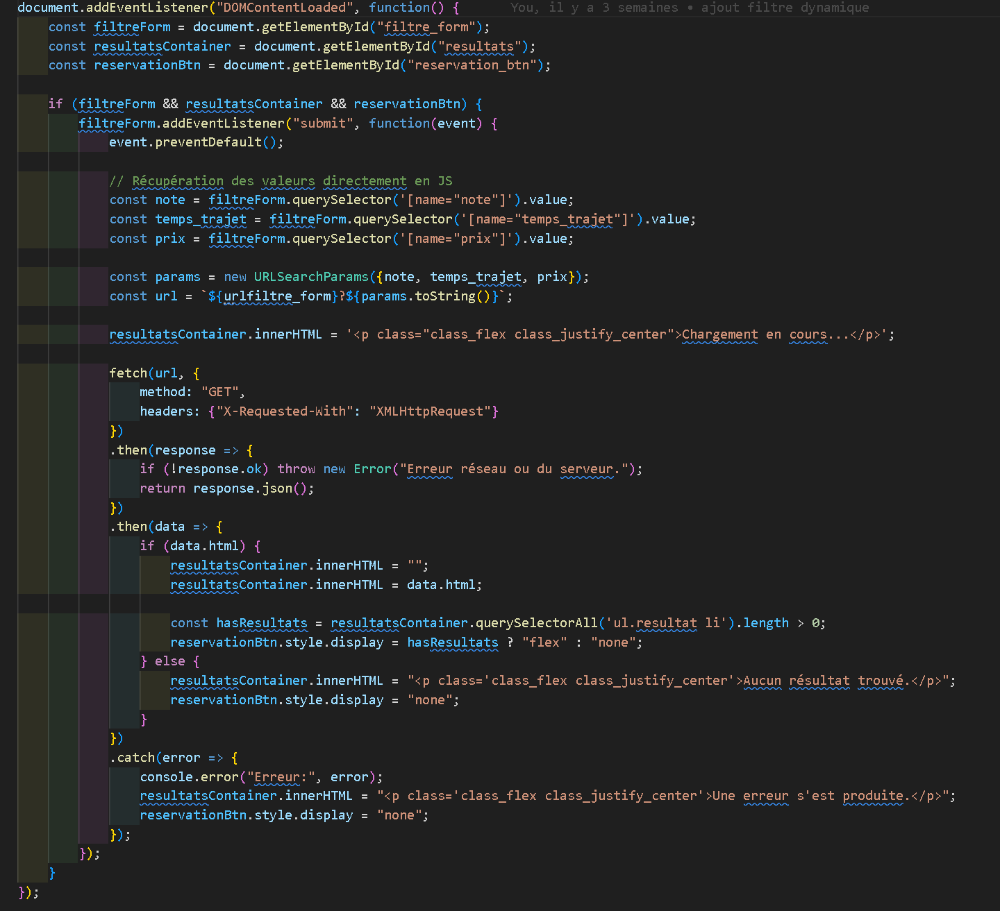 document.addEventListener("DOMContentLoaded", function() {      You, il y a 3 semaines • ajout filtre dynamique
    const filtreForm = document.getElementById("filtre_form");
    const resultatsContainer = document.getElementById("resultats");
    const reservationBtn = document.getElementById("reservation_btn");

    if (filtreForm && resultatsContainer && reservationBtn) {
        filtreForm.addEventListener("submit", function(event) {
            event.preventDefault();

            // Récupération des valeurs directement en JS
            const note = filtreForm.querySelector('[name="note"]').value;
            const temps_trajet = filtreForm.querySelector('[name="temps_trajet"]').value;
            const prix = filtreForm.querySelector('[name="prix"]').value;

            const params = new URLSearchParams({note, temps_trajet, prix});
            const url = `${urlfiltre_form}?${params.toString()}`;

            resultatsContainer.innerHTML = '<p class="class_flex class_justify_center">Chargement en cours...</p>';

            fetch(url, {
                method: "GET",
                headers: {"X-Requested-With": "XMLHttpRequest"}
            })
            .then(response => {
                if (!response.ok) throw new Error("Erreur réseau ou du serveur.");
                return response.json();
            })
            .then(data => {
                if (data.html) {
                    resultatsContainer.innerHTML = "";
                    resultatsContainer.innerHTML = data.html;

                    const hasResultats = resultatsContainer.querySelectorAll('ul.resultat li').length > 0;
                    reservationBtn.style.display = hasResultats ? "flex" : "none";
                } else {
                    resultatsContainer.innerHTML = "<p class='class_flex class_justify_center'>Aucun résultat trouvé.</p>";
                    reservationBtn.style.display = "none";
                }
            })
            .catch(error => {
                console.error("Erreur:", error);
                resultatsContainer.innerHTML = "<p class='class_flex class_justify_center'>Une erreur s'est produite.</p>";
                reservationBtn.style.display = "none";
            });
        });
    }
});